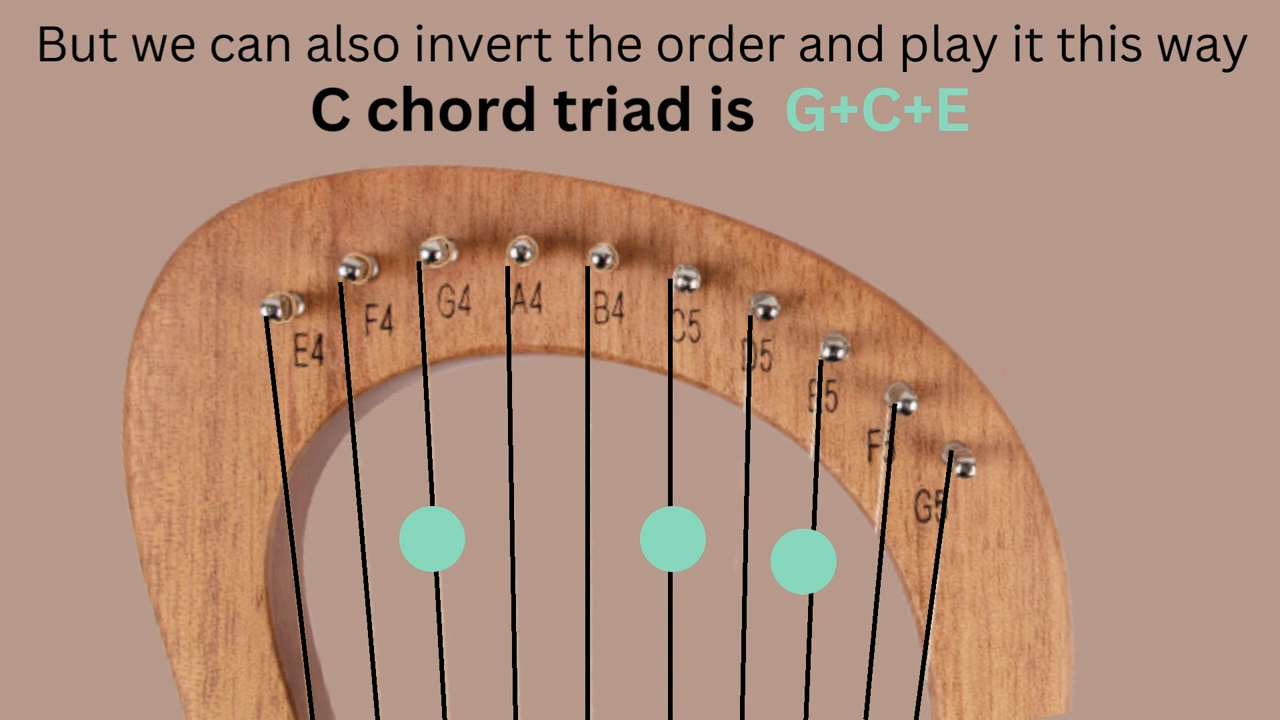 But we can also invert the order and play it this way
C chord triad is G+C+E
E4
F4
G4
A4
B4
C5
D5
E5
F5
G5